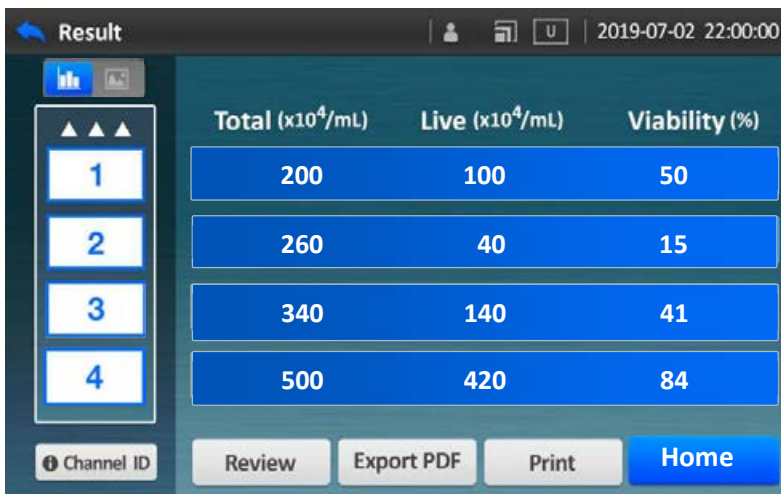 Result U 2019-07-02 22:00:00
Total (x10⁴/mL) Live (x10⁴/mL) Viability (%)
1 200 100 50
2 260 40 15
3 340 140 41
4 500 420 84
Channel ID Review Export PDF Print Home